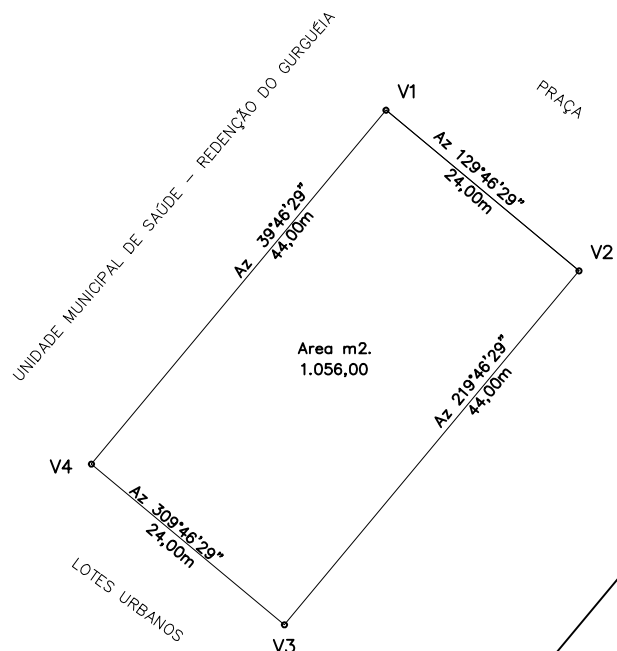 V1
PRAÇA
UNIDADE MUNICIPAL DE SAÚDE - REDENÇÃO DO GURGUÉIA
Az 129°46'29"
24,00m
Az 39°46'29"
44,00m
V2
Area m2.
1.056,00
Az 219°46'29"
44,00m
V4
Az 309°46'29"
24,00m
LOTES URBANOS
V3